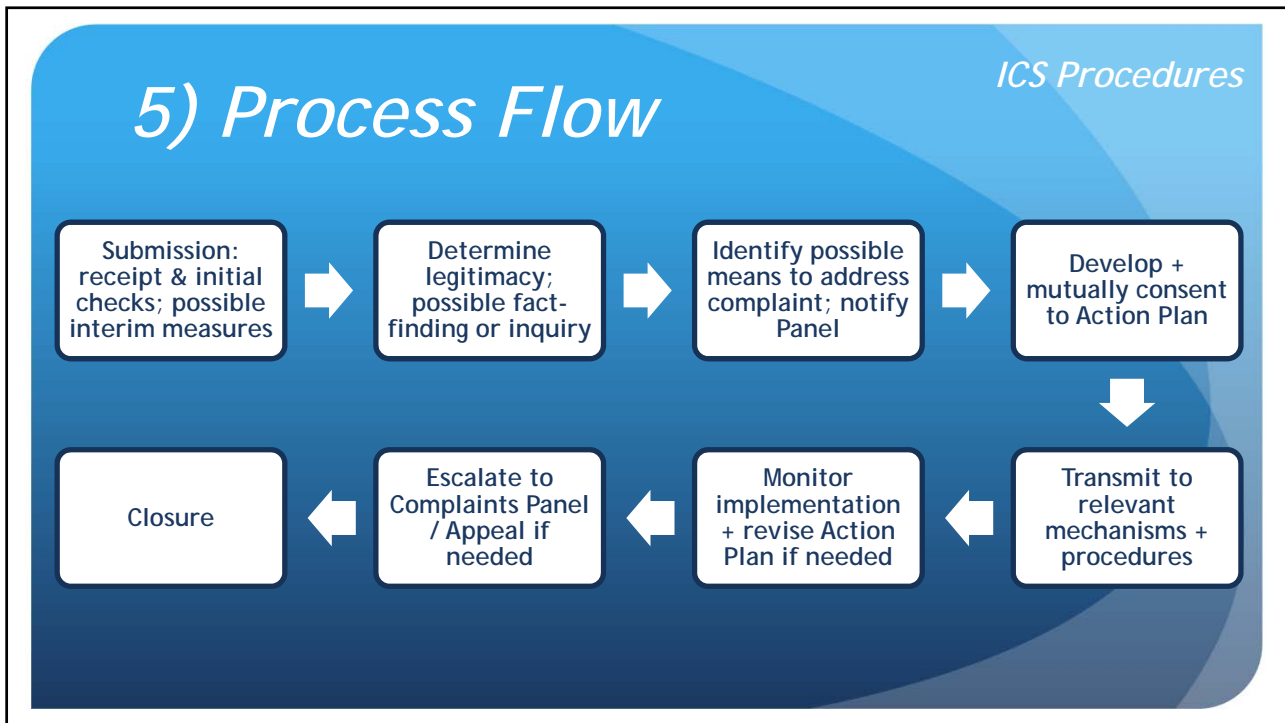 ICS Procedures
5) Process Flow
Submission:
receipt & initial
checks; possible
interim measures
Determine
legitimacy;
possible fact-
finding or inquiry
Identify possible
means to address
complaint; notify
Panel
Develop +
mutually consent
to Action Plan
Transmit to
relevant
mechanisms +
procedures
Monitor
implementation
+ revise Action
Plan if needed
Escalate to
Complaints Panel
/ Appeal if
needed
Closure